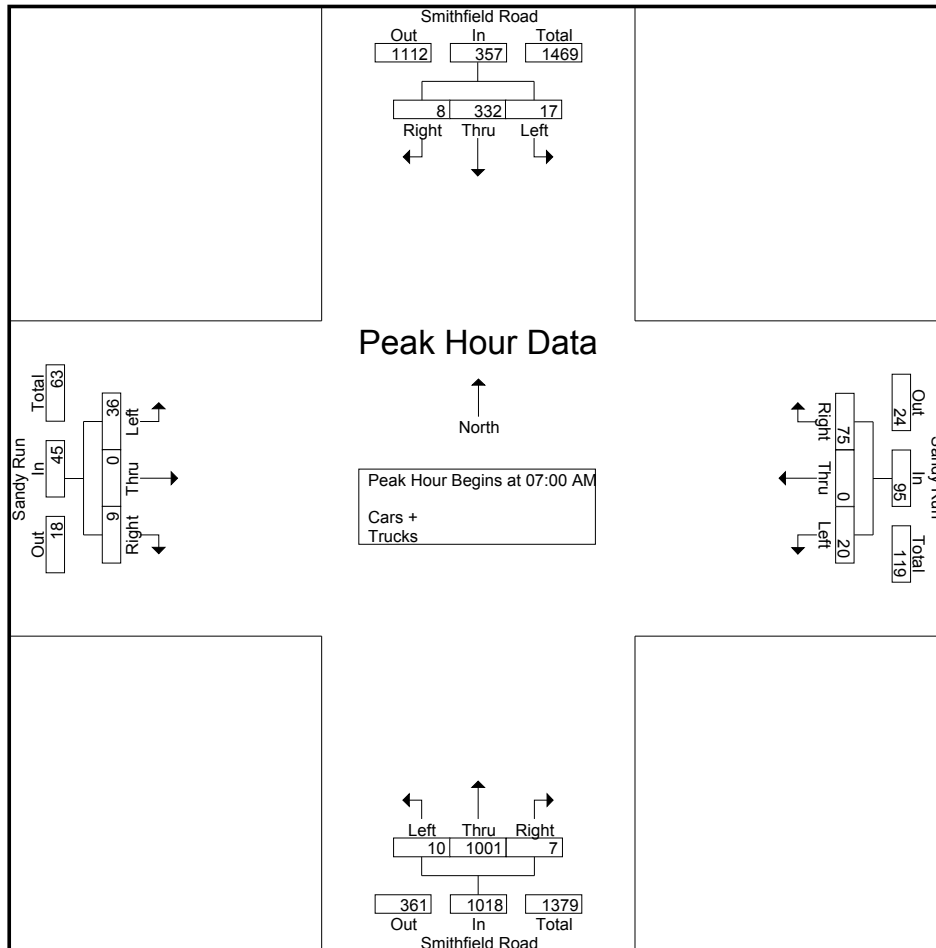 Smithfield Road
Out In Total
1112 357 1469
8 332 17
Right Thru Left
Peak Hour Data
North
Peak Hour Begins at 07:00 AM
Cars +
Trucks
Sandy Run
Total In Out
63 45 18
36 0 9
Left Thru Right
Sandy Run
Out In Total
24 95 119
75 0 20
Right Thru Left
Left Thru Right
10 1001 7
361 1018 1379
Out In Total
Smithfield Road